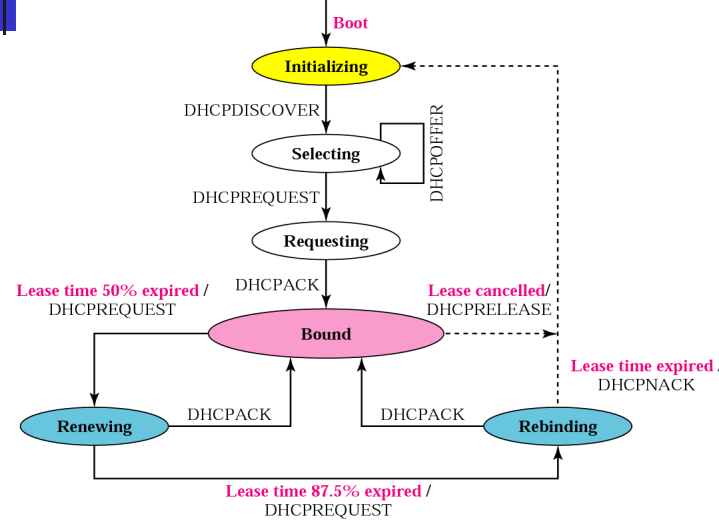 Boot
Initializing
DHCPDISCOVER
DHCPOFFER
Selecting
DHCPREQUEST
Requesting
DHCPACK
Lease time 50% expired /
DHCPREQUEST
Lease cancelled/
DHCPRELEASE
Bound
Lease time expired /
DHCPNACK
DHCPACK
DHCPACK
Renewing
Rebinding
Lease time 87.5% expired /
DHCPREQUEST